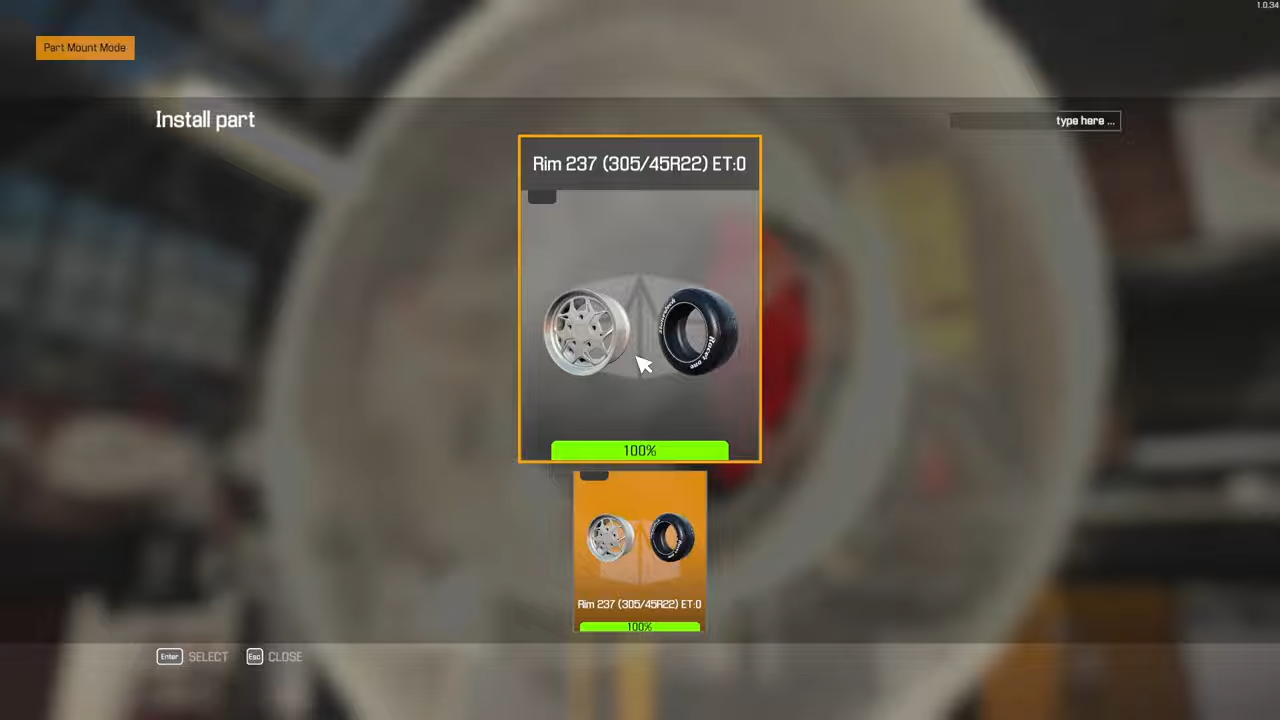 1.0.34
Part Mount Mode
Install part
type here ...
Rim 237 (305/45R22) ET:0
100%
Rim 237 (305/45R22) ET:0
100%
Enter SELECT Esc CLOSE